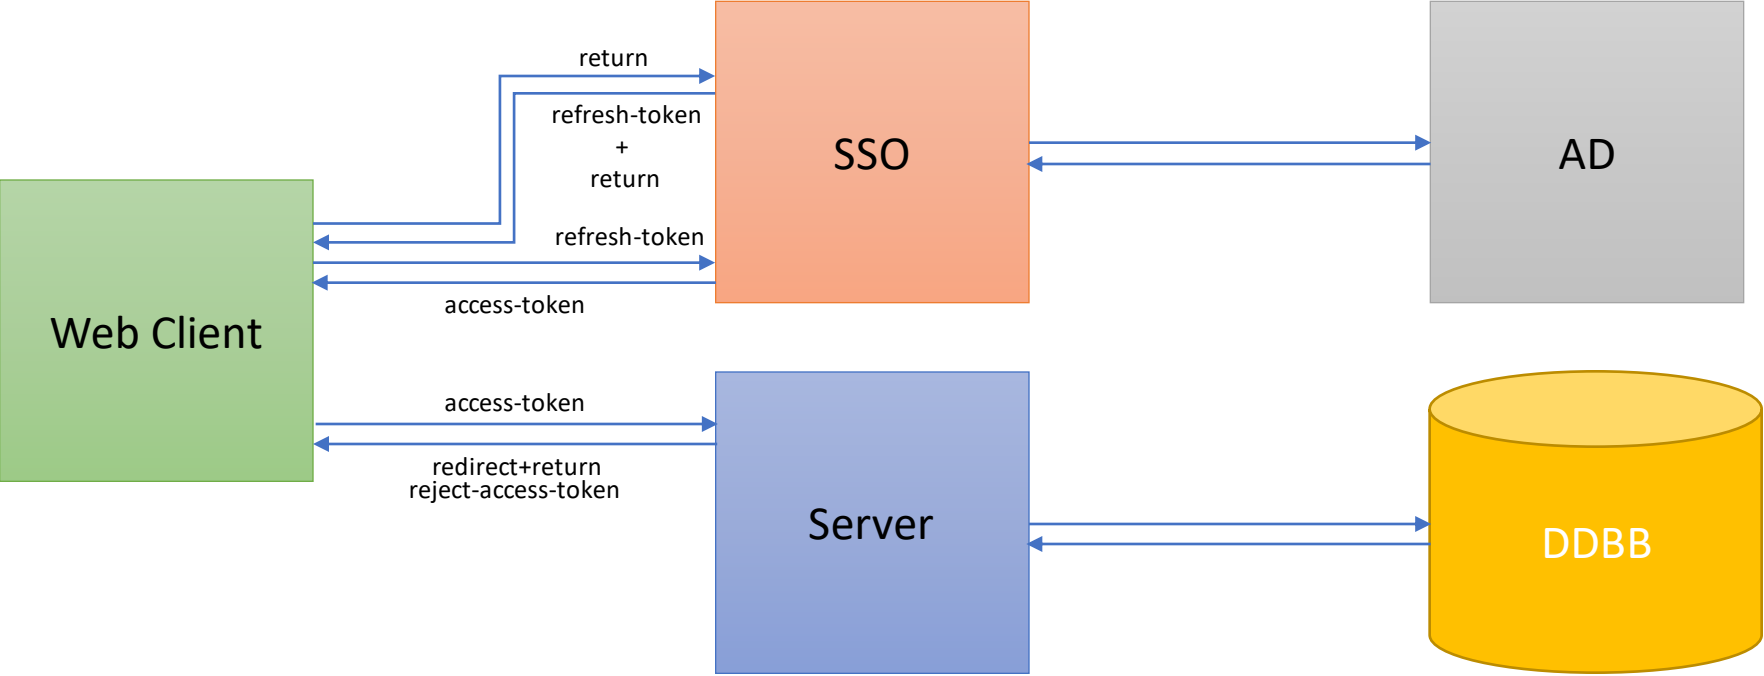 return
refresh-token
+
return
SSO
AD
refresh-token
access-token
Web Client
access-token
redirect+return
reject-access-token
Server
DDBB